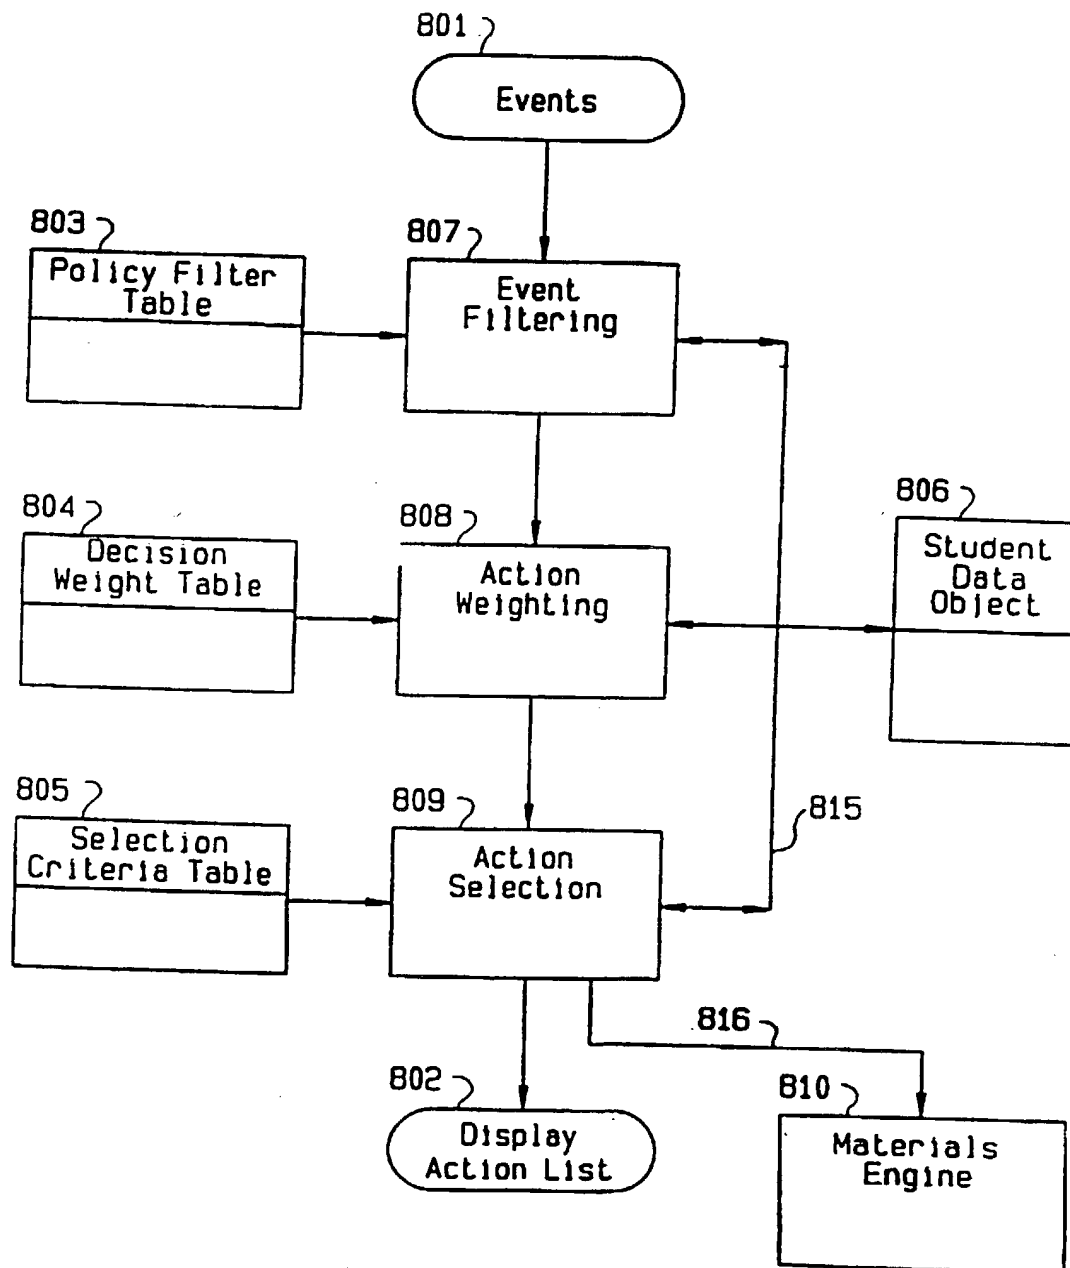 801
Events
803
Policy Filter
Table
807
Event
Filtering
804
Decision
Weight Table
808
Action
Weighting
806
Student
Data
Object
805
Selection
Criteria Table
809
Action
Selection
815
816
802
Display
Action List
810
Materials
Engine